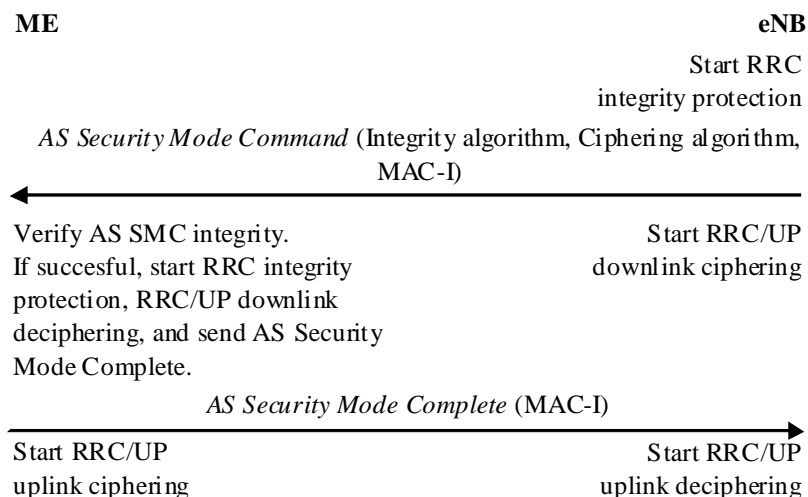 ME
eNB
Start RRC
integrity protection
AS Security Mode Command (Integrity algorithm, Ciphering algorithm,
MAC-I)
Verify AS SMC integrity.
If succesful, start RRC integrity
protection, RRC/UP downlink
deciphering, and send AS Security
Mode Complete.
Start RRC/UP
downlink ciphering
AS Security Mode Complete (MAC-I)
Start RRC/UP
uplink ciphering
Start RRC/UP
uplink deciphering